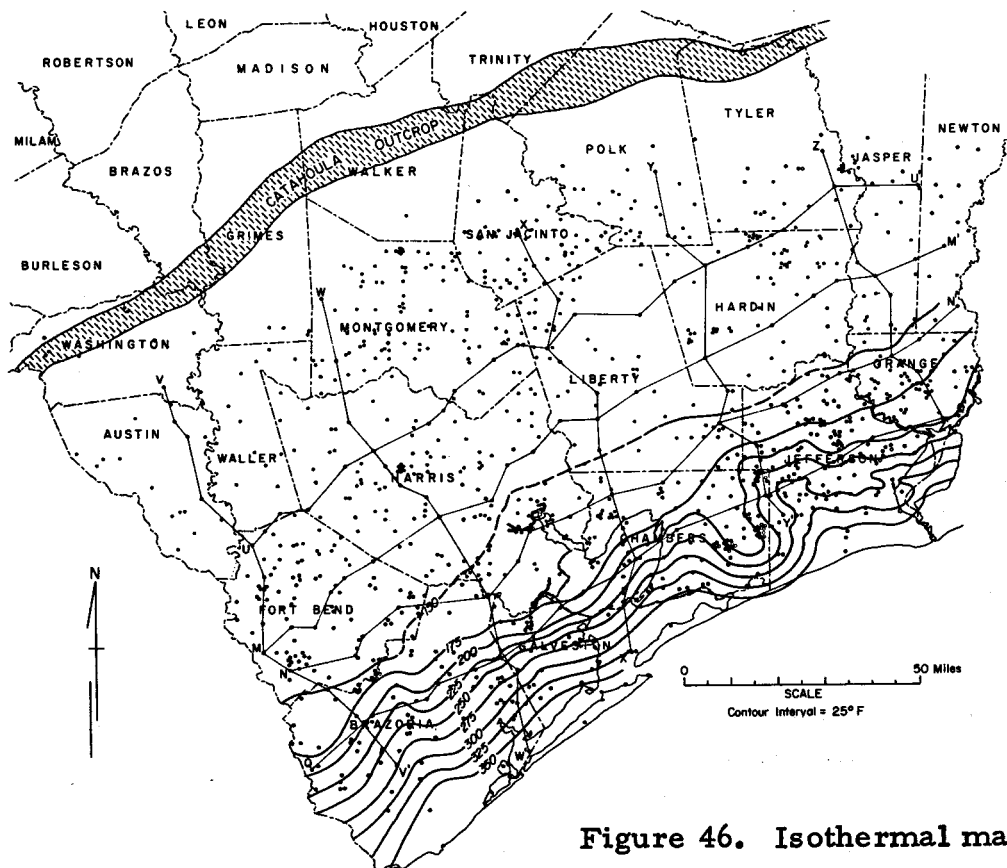 LEON
HOUSTON
ROBERTSON
MADISON
TRINITY
TYLER
NEWTON
MILAM
BRAZOS
CATAHOULA OUTCROP
WALKER
POLK
Y
Z
JASPER
U'
GRIMES
SAN JACINTO
X
BURLESON
M'
W
HARDIN
N'
MONTGOMERY
WASHINGTON
ORANGE
V
LIBERTY
AUSTIN
WALLER
HARRIS
JEFFERSON
CHAMBERS
U
N
FORT BEND
150
M
N
175
200
GALVESTON
X'
225
250
275
BRAZORIA
300
325
350
V'
W'
0
50 Miles
SCALE
Contour Interval = 25° F
Figure 46. Isothermal ma